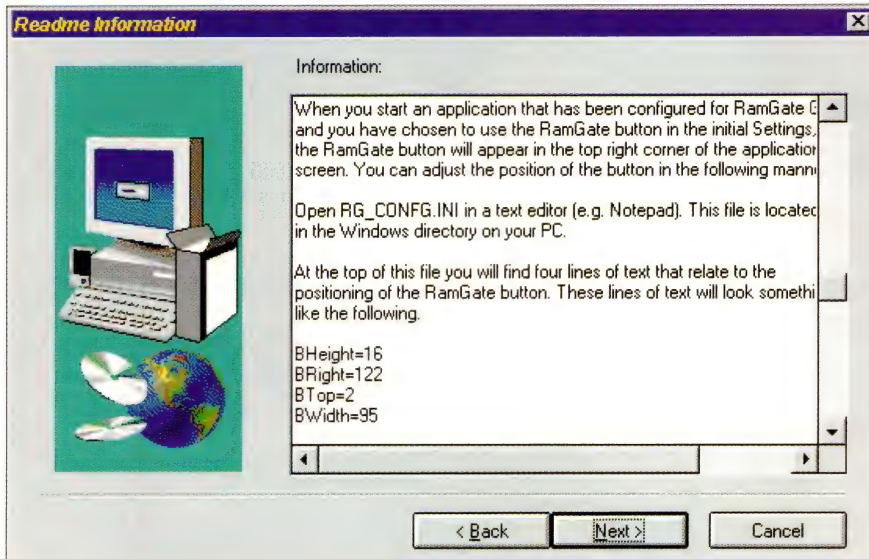 Readme Information
Information:
When you start an application that has been configured for RamGate
and you have chosen to use the RamGate button in the initial Settings,
the RamGate button will appear in the top right corner of the application
screen. You can adjust the position of the button in the following
Open RG_CONFG.INI in a text editor (e.g. Notepad). This file is located
in the Windows directory on your PC.
At the top of this file you will find four lines of text that relate to the
positioning of the RamGate button. These lines of text will look somethi
like the following.
BHeight=16
BRight=122
BTop=2
BWidth=95
< Back
Next >
Cancel